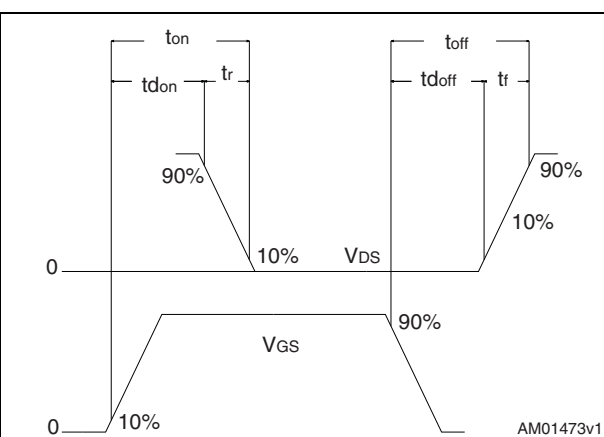 ton toff
tdon tr tdoff tf
90% 90%
10%
10% VDS
0
90%
VGS
10%
0
AM01473v1